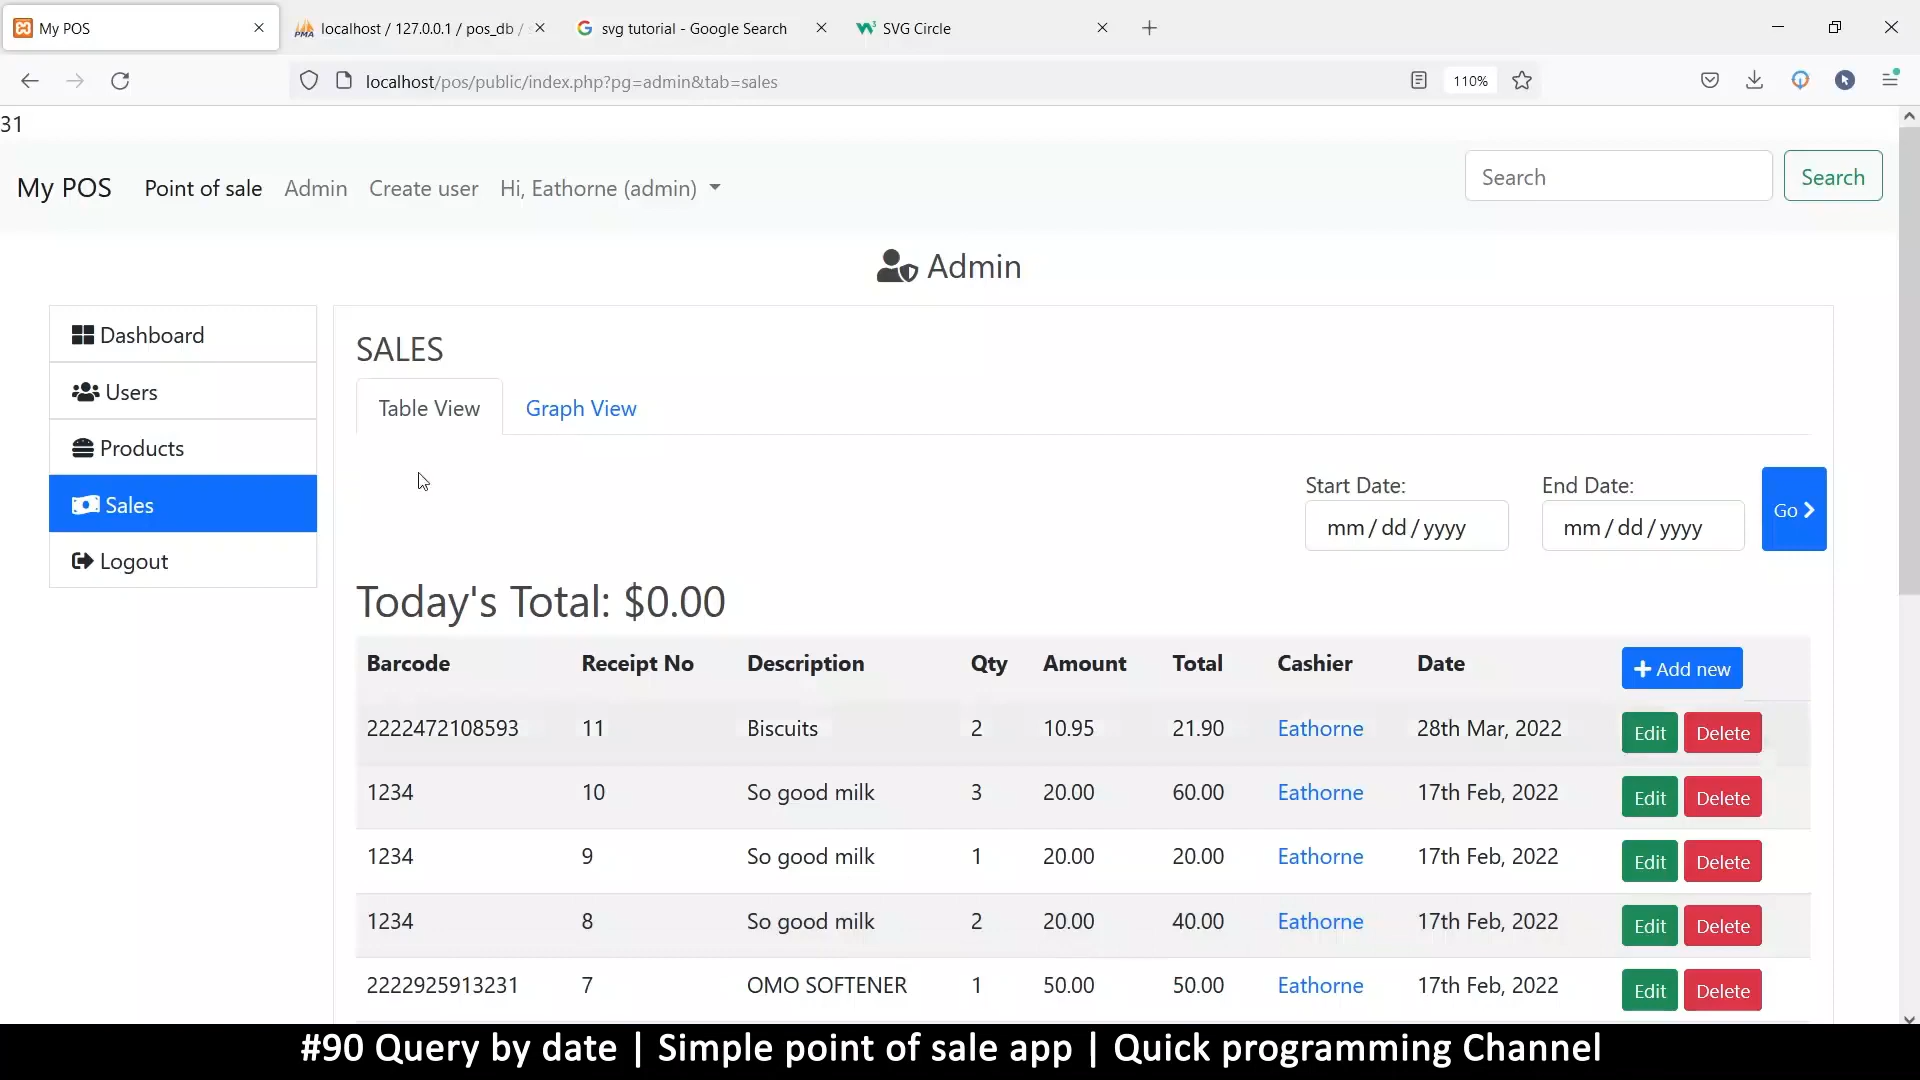 My POS
localhost / 127.0.0.1 / pos_db /
svg tutorial - Google Search
SVG Circle
localhost/pos/public/index.php?pg=admin&tab=sales
110%
31
My POS Point of sale Admin Create user Hi, Eathorne (admin)
Search Search
Admin
Dashboard
Users
Products
Sales
Logout
SALES
Table View Graph View
Start Date: End Date:
mm / dd / yyyy mm / dd / yyyy Go
Today's Total: $0.00
Barcode Receipt No Description Qty Amount Total Cashier Date Add new
2222472108593 11 Biscuits 2 10.95 21.90 Eathorne 28th Mar, 2022 Edit Delete
1234 10 So good milk 3 20.00 60.00 Eathorne 17th Feb, 2022 Edit Delete
1234 9 So good milk 1 20.00 20.00 Eathorne 17th Feb, 2022 Edit Delete
1234 8 So good milk 2 20.00 40.00 Eathorne 17th Feb, 2022 Edit Delete
2222925913231 7 OMO SOFTENER 1 50.00 50.00 Eathorne 17th Feb, 2022 Edit Delete
#90 Query by date | Simple point of sale app | Quick programming Channel